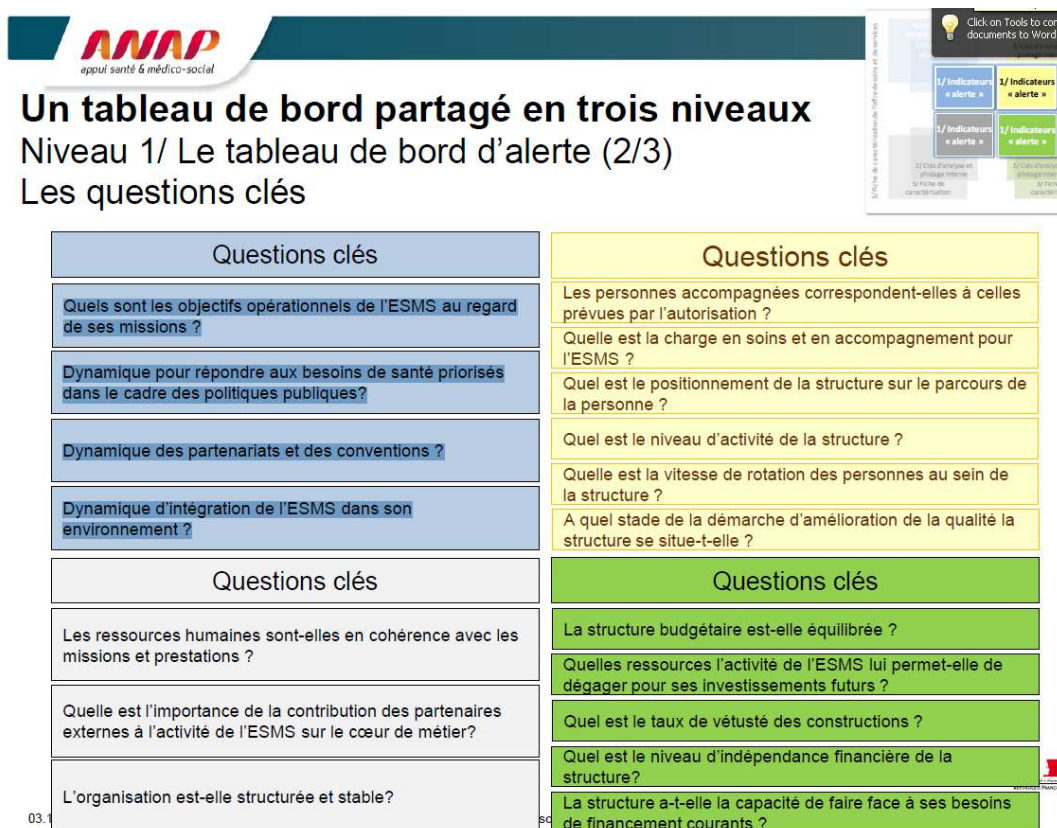 ANAP
appui santé & médico-social
Click on Tools to con
documents to Word
Un tableau de bord partagé en trois niveaux
Niveau 1/ Le tableau de bord d'alerte (2/3)
Les questions clés
1/ Indicateurs
« alerte »
1/ Indicateurs
« alerte »
1/ Indicateurs
« alerte »
1/ Indicateurs
« alerte »
2/ Clés d'analyse et
pilotage interne
3/ Fiche de
caractérisation
Questions clés
Quels sont les objectifs opérationnels de l'ESMS au regard
de ses missions ?
Dynamique pour répondre aux besoins de santé priorisés
dans le cadre des politiques publiques?
Dynamique des partenariats et des conventions ?
Dynamique d'intégration de l'ESMS dans son
environnement ?
Questions clés
Les personnes accompagnées correspondent-elles à celles
prévues par l'autorisation ?
Quelle est la charge en soins et en accompagnement pour
l'ESMS ?
Quel est le positionnement de la structure sur le parcours de
la personne ?
Quel est le niveau d'activité de la structure ?
Quelle est la vitesse de rotation des personnes au sein de
la structure ?
A quel stade de la démarche d'amélioration de la qualité la
structure se situe-t-elle ?
Questions clés
Les ressources humaines sont-elles en cohérence avec les
missions et prestations ?
Quelle est l'importance de la contribution des partenaires
externes à l'activité de l'ESMS sur le cœur de métier?
L'organisation est-elle structurée et stable?
Questions clés
La structure budgétaire est-elle équilibrée ?
Quelles ressources l'activité de l'ESMS lui permet-elle de
dégager pour ses investissements futurs ?
Quel est le taux de vétusté des constructions ?
Quel est le niveau d'indépendance financière de la
structure?
La structure a-t-elle la capacité de faire face à ses besoins
de financement courants ?
03.1